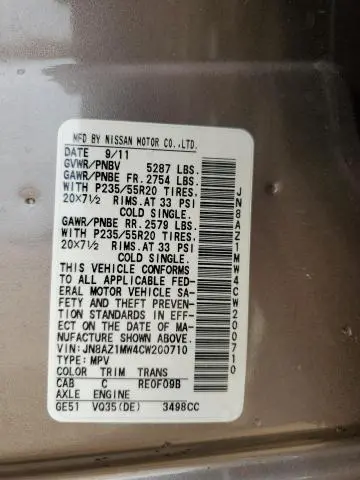 MFD BY NISSAN MOTOR CO.,LTD.
DATE 9/11
GVWR/PNBV 5287 LBS.
GAWR/PNBE FR. 2754 LBS.
WITH P235/55R20 TIRES.
20×7½ RIMS.AT 33 PSI
COLD SINGLE.
GAWR/PNBE RR. 2579 LBS.
WITH P235/55R20 TIRES.
20×7½ RIMS.AT 33 PSI
COLD SINGLE.
THIS VEHICLE CONFORMS
TO ALL APPLICABLE FED-
ERAL MOTOR VEHICLE SA-
FETY AND THEFT PREVEN-
TION STANDARDS IN EFF-
ECT ON THE DATE OF MA-
NUFACTURE SHOWN ABOVE.
VIN: JN8AZ1MW4CW200710
TYPE: MPV
COLOR TRIM TRANS
CAB C RE0F09B
AXLE ENGINE
GE51 VQ35(DE) 3498CC
JN8AZ1MW4CW200710